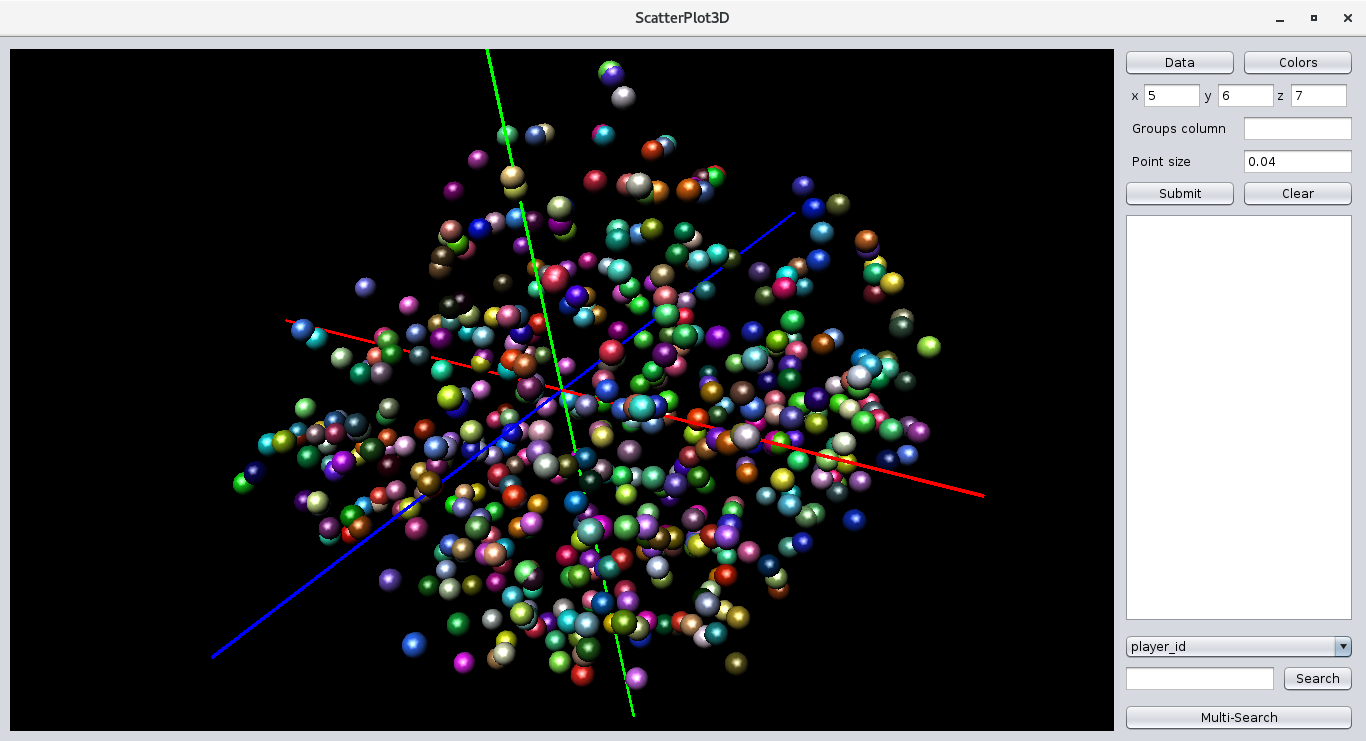 ScatterPlot3D
Data Colors
x 5 y 6 z 7
Groups column
Point size 0.04
Submit Clear
player_id
Search
Multi-Search